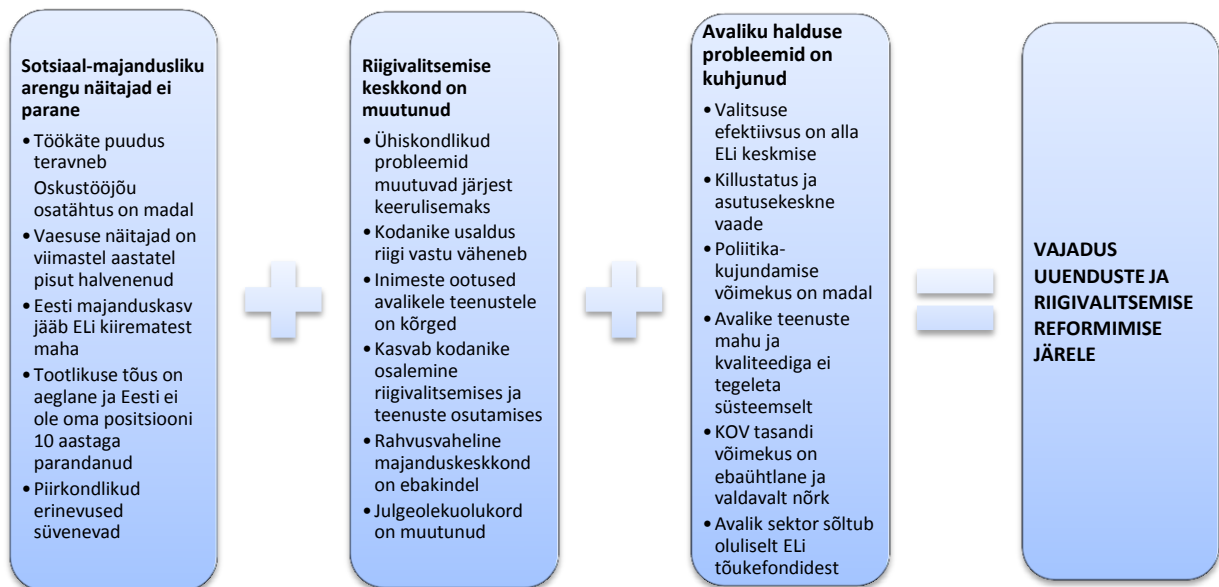 Sotsiaal-majandusliku
arengu näitajad ei
parane
• Töökäte puudus
teravneb
Oskustööjõu
osatähtus on madal
• Vaesuse näitajad on
viimastel aastatel
pisut halvenenud
• Eesti majanduskasv
jääb ELi kiirematest
maha
• Tootlikuse tõus on
aeglane ja Eesti ei
ole oma positsiooni
10 aastaga
parandanud
• Piirkondlikud
erinevused
süvenevad
Riigivalitsemise
keskkond on
muutunud
• Ühiskondlikud
probleemid
muutuvad järjest
keerulisemaks
• Kodanike usaldus
riigi vastu väheneb
• Inimeste ootused
avalikele teenustele
on kõrged
• Kasvab kodanike
osalemine
riigivalitsemises ja
teenuste osutamises
• Rahvusvaheline
majanduskeskkond
on ebakindel
• Julgeolekuolukord
on muutunud
Avaliku halduse
probleemid on
kuhjunud
• Valitsuse
efektiivsus on alla
ELi keskmise
• Killustatus ja
asutusekeskne
vaade
• Poliitika-
kujundamise
võimekus on madal
• Avalike teenuste
mahu ja
kvaliteediga ei
tegeleta
süsteemselt
• KOV tasandi
võimekus on
ebaühtlane ja
valdavalt nõrk
• Avalik sektor sõltub
oluliselt ELi
tõukefondidest
VAJADUS
UUENDUSTE JA
RIIGIVALITSEMISE
REFORMIMISE
JÄRELE